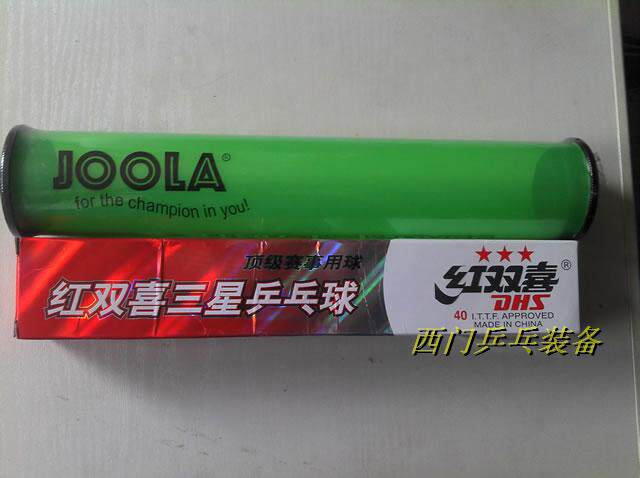 JOOLA®
for the champion in you!
顶级赛事用球
红双喜三星乒乓球
红双喜®
DHS
40 I.T.T.F. APPROVED
MADE IN CHINA
西门乒乓装备